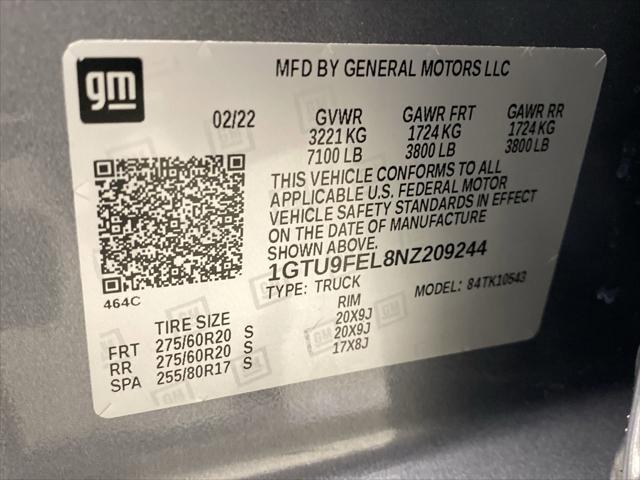 gm
MFD BY GENERAL MOTORS LLC
02/22 GVWR GAWR FRT GAWR RR
3221 KG 1724 KG 1724 KG
7100 LB 3800 LB 3800 LB
THIS VEHICLE CONFORMS TO ALL
APPLICABLE U.S. FEDERAL MOTOR
VEHICLE SAFETY STANDARDS IN EFFECT
ON THE DATE OF MANUFACTURE
SHOWN ABOVE.
1GTU9FEL8NZ209244
TYPE: TRUCK MODEL: 84TK10543
464C
TIRE SIZE RIM
FRT 275/60R20 S 20X9J
RR 275/60R20 S 20X9J
SPA 255/80R17 S 17X8J